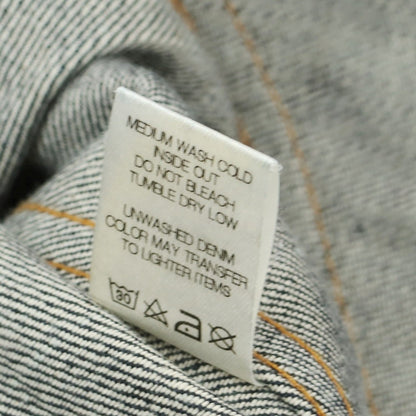 MEDIUM WASH COLD
INSIDE OUT
DO NOT BLEACH
TUMBLE DRY LOW
UNWASHED DENIM
COLOR MAY TRANSFER
TO LIGHTER ITEMS
30